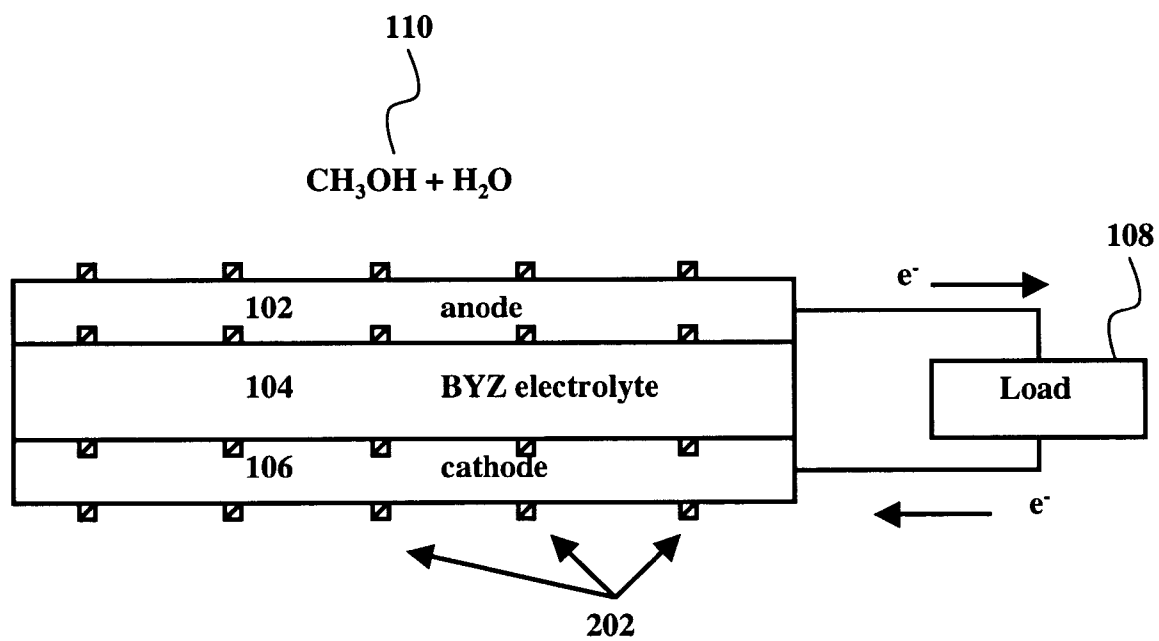 110
CH₃OH + H₂O
108
e⁻
102 anode
104 BYZ electrolyte
Load
106 cathode
e⁻
202